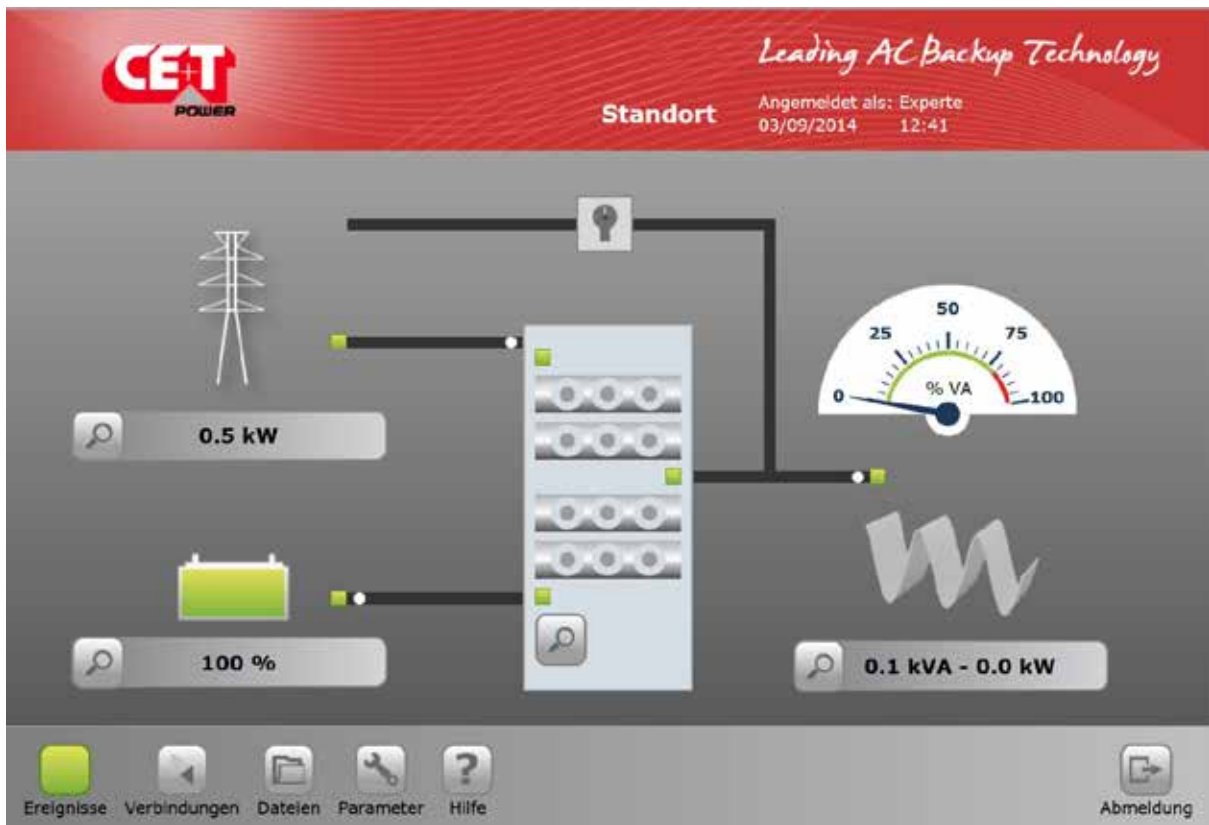 CE+T
POWER
Leading AC Backup Technology
Standort
Angemeldet als: Experte
03/09/2014 12:41
0.5 kW
100 %
0
25
50
75
100
% VA
0.1 kVA - 0.0 kW
Ereignisse
Verbindungen
Dateien
Parameter
?
Hilfe
Abmeldung